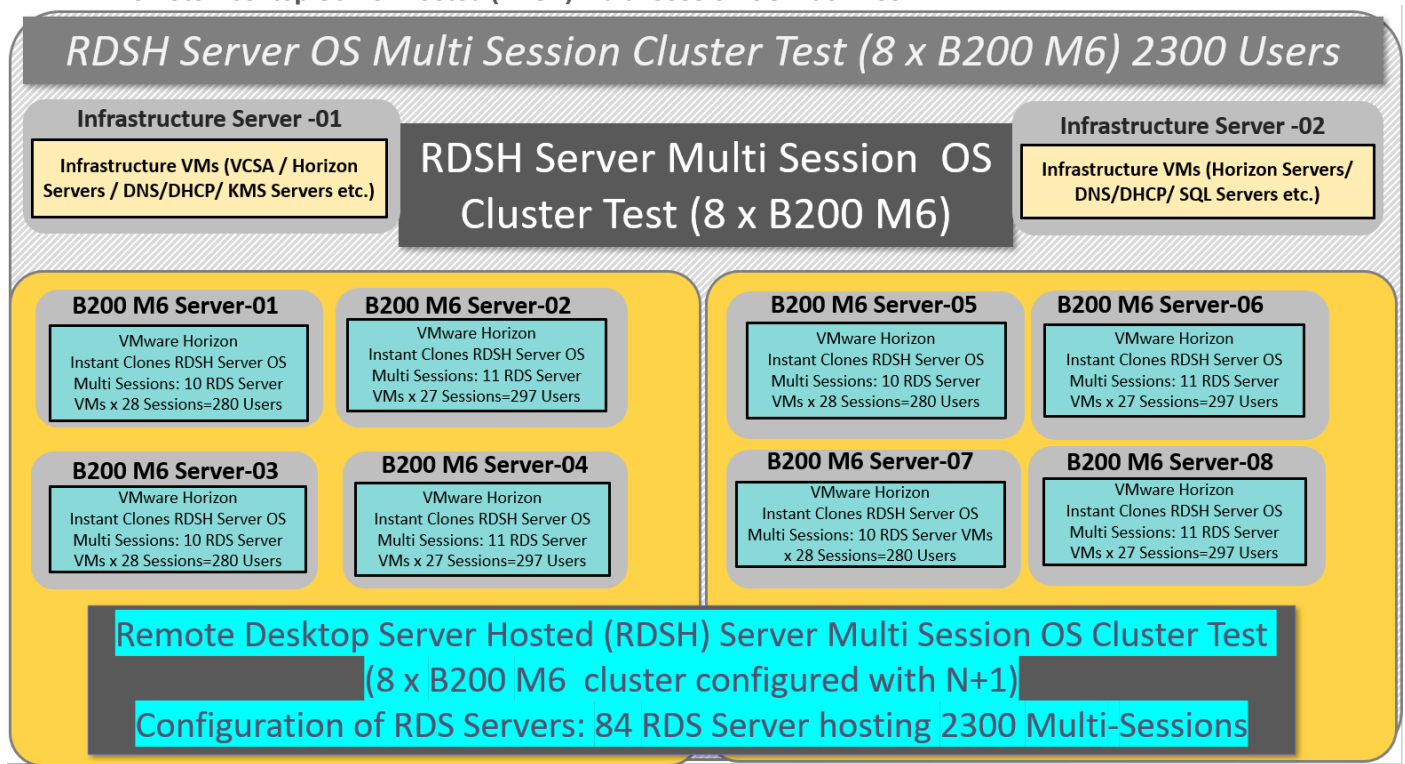 RDSH Server OS Multi Session Cluster Test (8 x B200 M6) 2300 Users
Infrastructure Server -01
Infrastructure VMs (VCSA / Horizon
Servers / DNS/DHCP/ KMS Servers etc.)
RDSH Server Multi Session OS
Cluster Test (8 x B200 M6)
Infrastructure Server -02
Infrastructure VMs (Horizon Servers/
DNS/DHCP/ SQL Servers etc.)
B200 M6 Server-01
VMware Horizon
Instant Clones RDSH Server OS
Multi Sessions: 10 RDS Server
VMs x 28 Sessions=280 Users
B200 M6 Server-02
VMware Horizon
Instant Clones RDSH Server OS
Multi Sessions: 11 RDS Server
VMs x 27 Sessions=297 Users
B200 M6 Server-03
VMware Horizon
Instant Clones RDSH Server OS
Multi Sessions: 10 RDS Server
VMs x 28 Sessions=280 Users
B200 M6 Server-04
VMware Horizon
Instant Clones RDSH Server OS
Multi Sessions: 11 RDS Server
VMs x 27 Sessions=297 Users
B200 M6 Server-05
VMware Horizon
Instant Clones RDSH Server OS
Multi Sessions: 10 RDS Server
VMs x 28 Sessions=280 Users
B200 M6 Server-06
VMware Horizon
Instant Clones RDSH Server OS
Multi Sessions: 11 RDS Server
VMs x 27 Sessions=297 Users
B200 M6 Server-07
VMware Horizon
Instant Clones RDSH Server OS
Multi Sessions: 10 RDS Server VMs
x 28 Sessions=280 Users
B200 M6 Server-08
VMware Horizon
Instant Clones RDSH Server OS
Multi Sessions: 11 RDS Server
VMs x 27 Sessions=297 Users
Remote Desktop Server Hosted (RDSH) Server Multi Session OS Cluster Test
(8 x B200 M6 cluster configured with N+1)
Configuration of RDS Servers: 84 RDS Server hosting 2300 Multi-Sessions